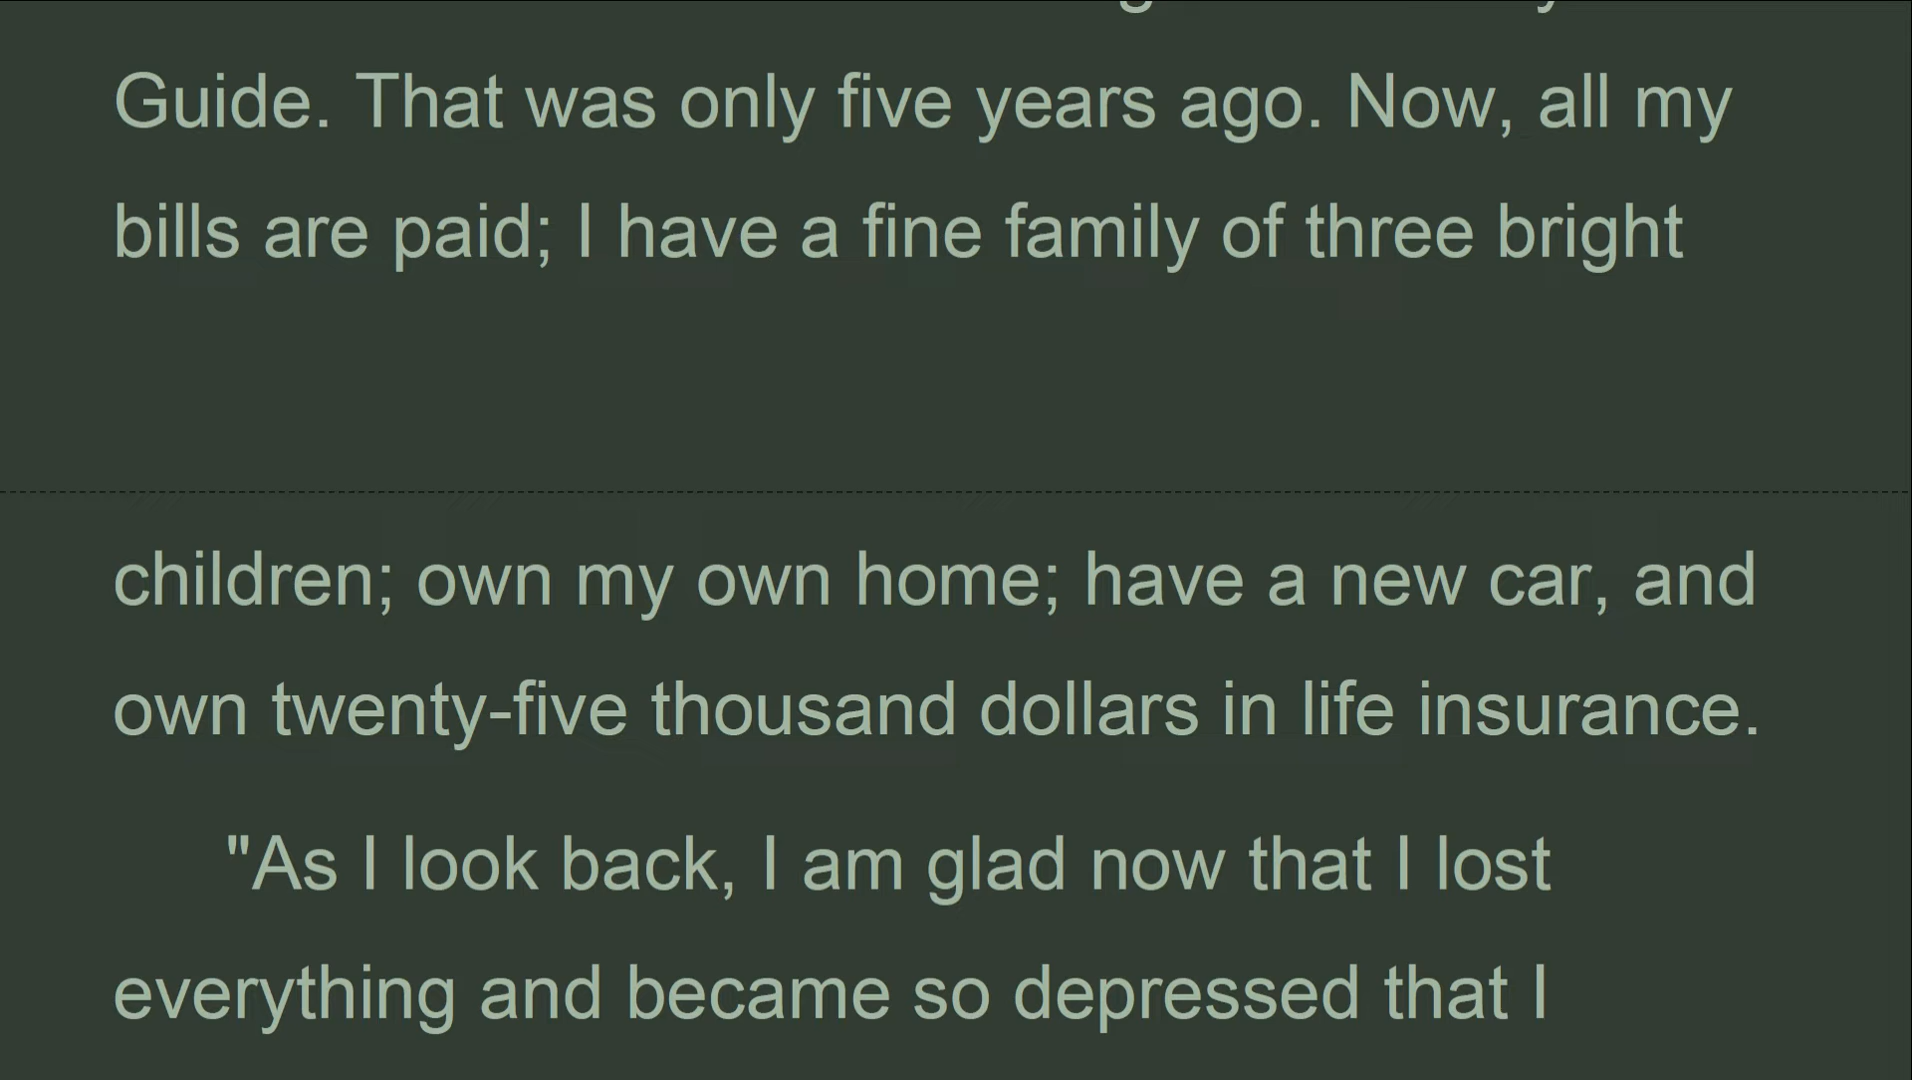 Guide. That was only five years ago. Now, all my
bills are paid; I have a fine family of three bright
children; own my own home; have a new car, and
own twenty-five thousand dollars in life insurance.
"As I look back, I am glad now that I lost
everything and became so depressed that I